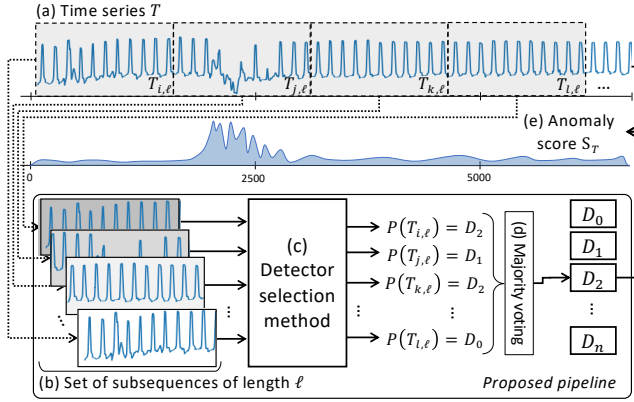 (a) Time series T
T_{i,ℓ} T_{j,ℓ} T_{k,ℓ} T_{l,ℓ} ...
(e) Anomaly
score S_T
0 2500 5000
(c)
Detector
selection
method
P(T_{i,ℓ}) = D_2
P(T_{j,ℓ}) = D_1
P(T_{k,ℓ}) = D_2
⋮
P(T_{l,ℓ}) = D_0
(d) Majority
voting
D_0
D_1
D_2
⋮
D_n
(b) Set of subsequences of length ℓ
Proposed pipeline